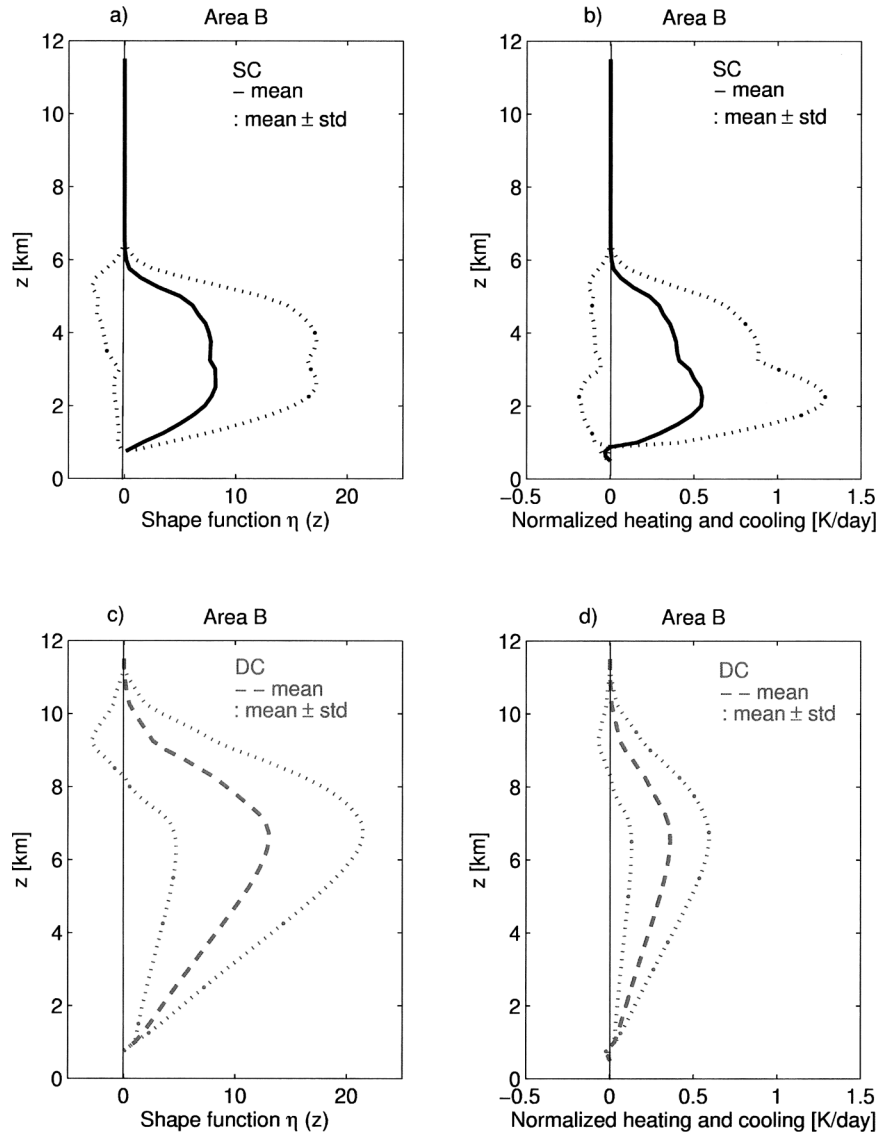 a) Area B
SC
– mean
: mean ± std
12
10
8
6
4
2
0
z [km]
0 10 20
Shape function η (z)
b) Area B
SC
– mean
: mean ± std
12
10
8
6
4
2
0
z [km]
−0.5 0 0.5 1 1.5
Normalized heating and cooling [K/day]
c) Area B
DC
– – mean
: mean ± std
12
10
8
6
4
2
0
z [km]
0 10 20
Shape function η (z)
d) Area B
DC
– – mean
: mean ± std
12
10
8
6
4
2
0
z [km]
−0.5 0 0.5 1 1.5
Normalized heating and cooling [K/day]